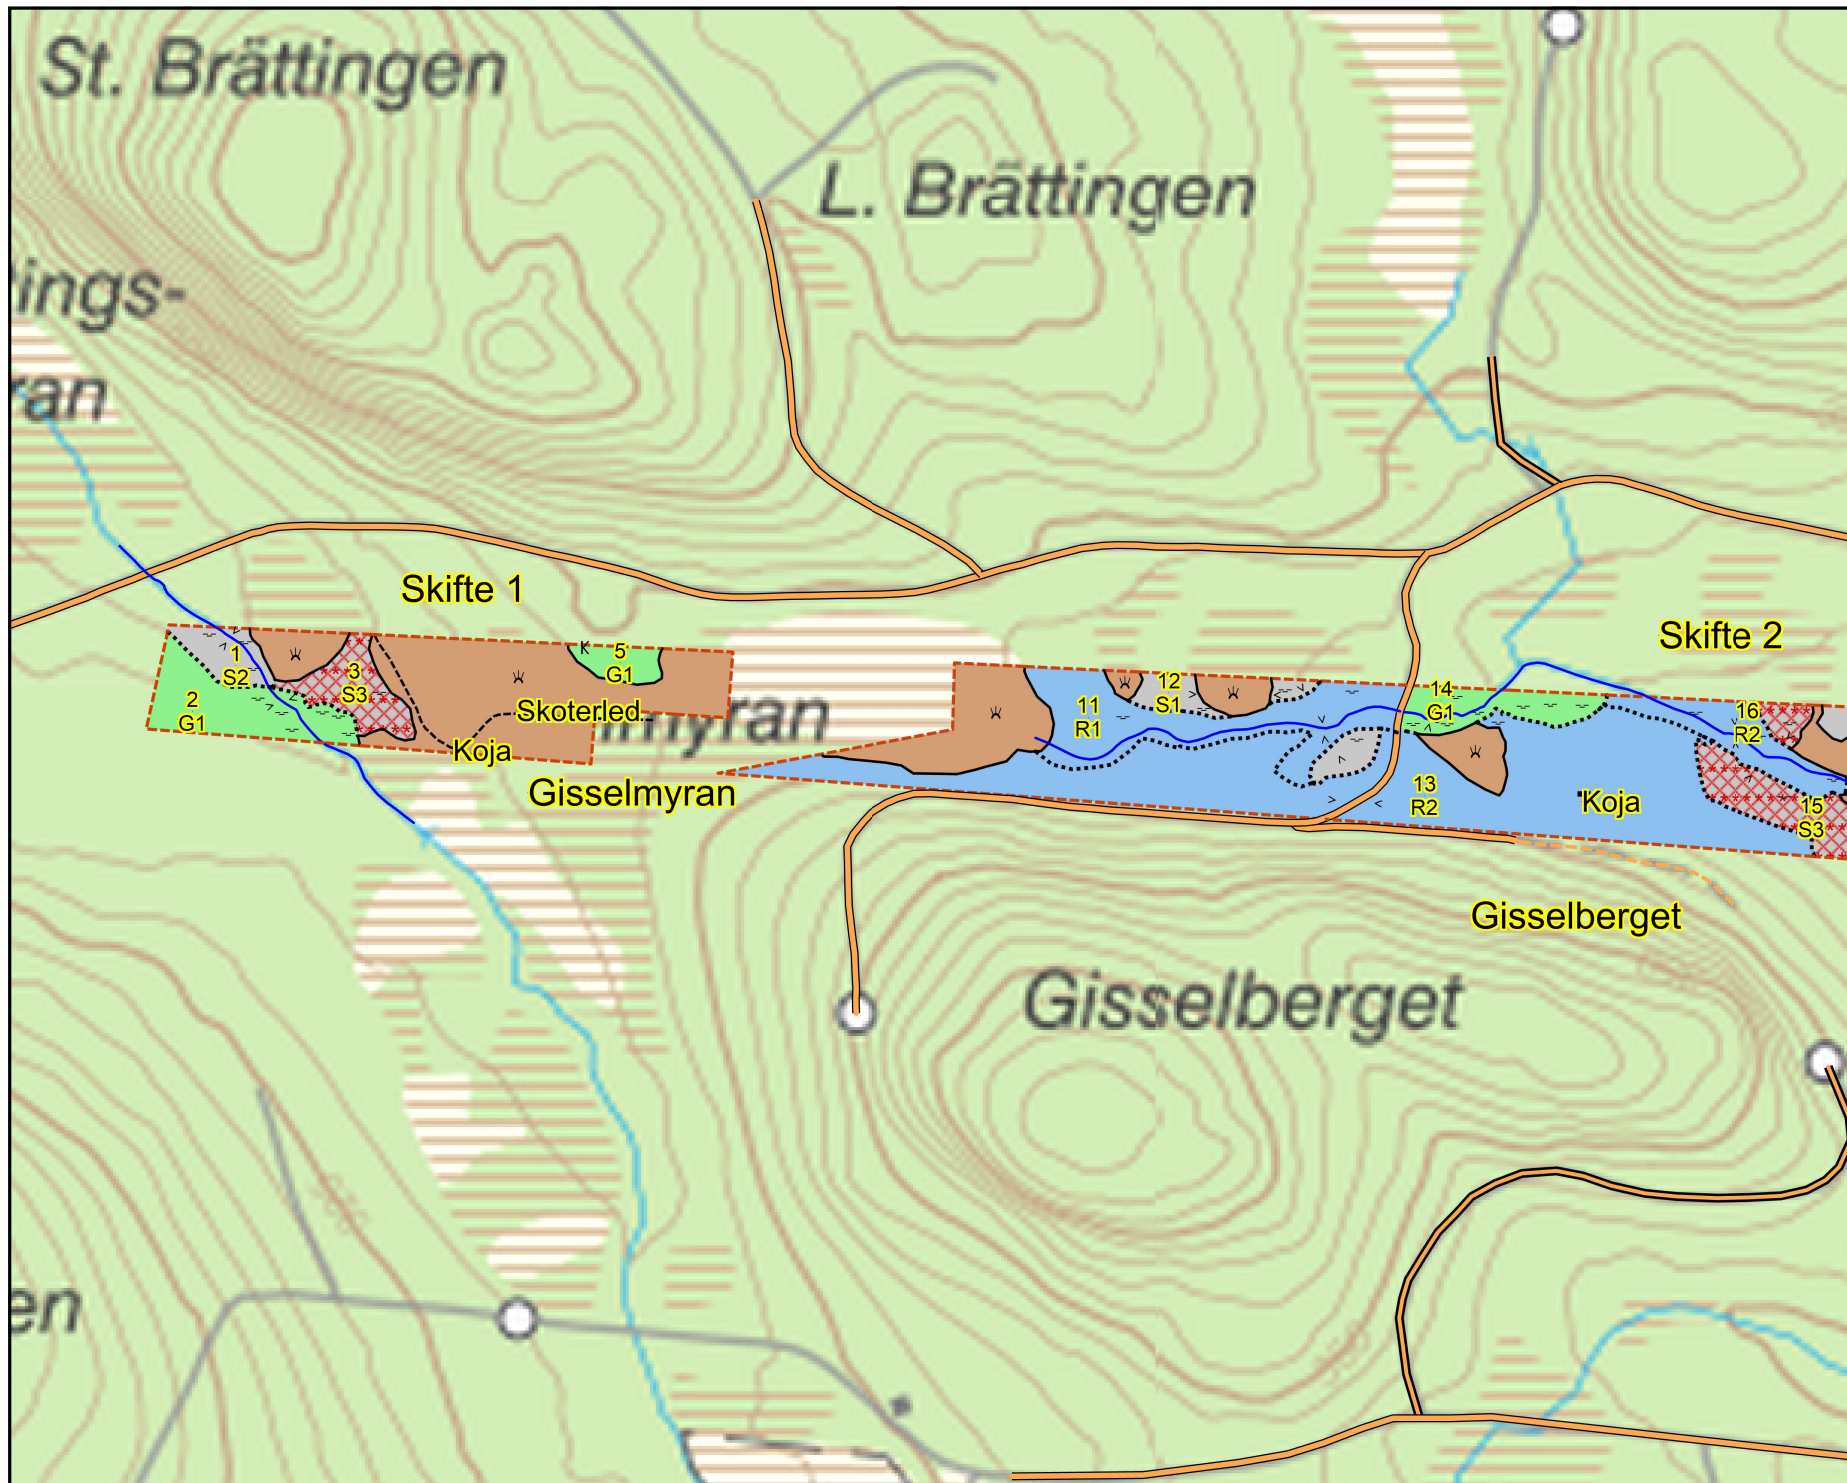 St. Brättingen
L. Brättingen
ings-
ran
Skifte 1
Skifte 2
1
S2
2
G1
3
S3
K
5
G1
Skoterled
myran
Koja
Gisselmyran
11
R1
12
S1
14
G1
13
R2
Koja
16
R2
15
S3
Gisselberget
Gisselberget
en